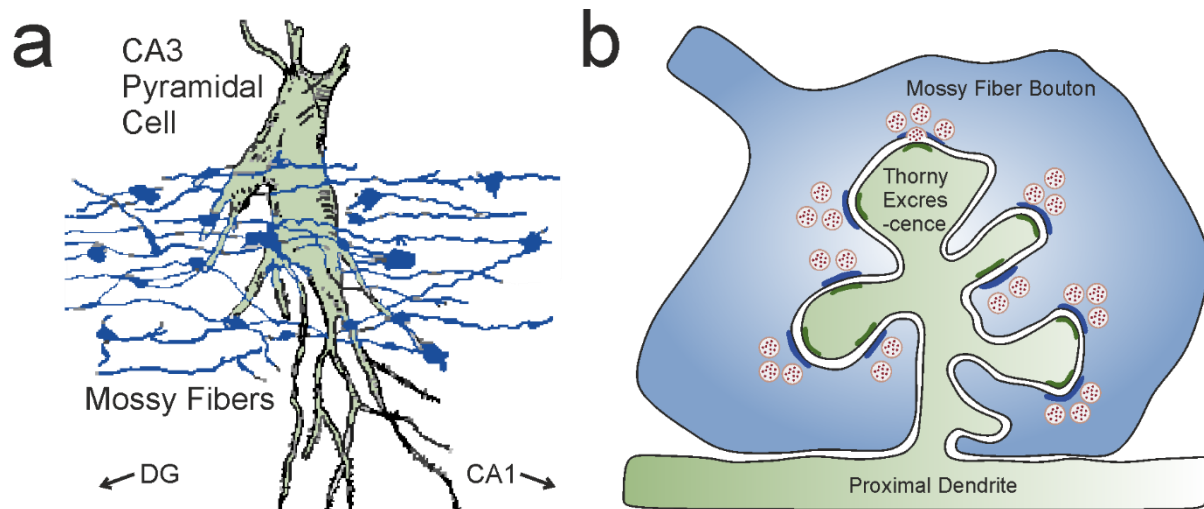 a
CA3
Pyramidal
Cell
Mossy Fibers
DG
CA1
b
Mossy Fiber Bouton
Thorny
Excres
-cence
Proximal Dendrite